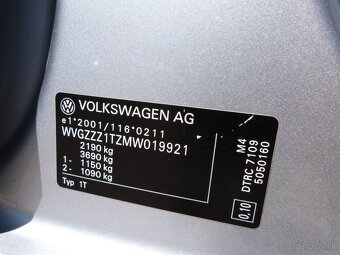 VOLKSWAGEN AG
e1*2001/116*0211
WVGZZZ1TZMW019921
2190 kg
3690 kg
1- 1150 kg
2- 1090 kg
Typ 1T
M4
DTRC 7109
5050160
0,10